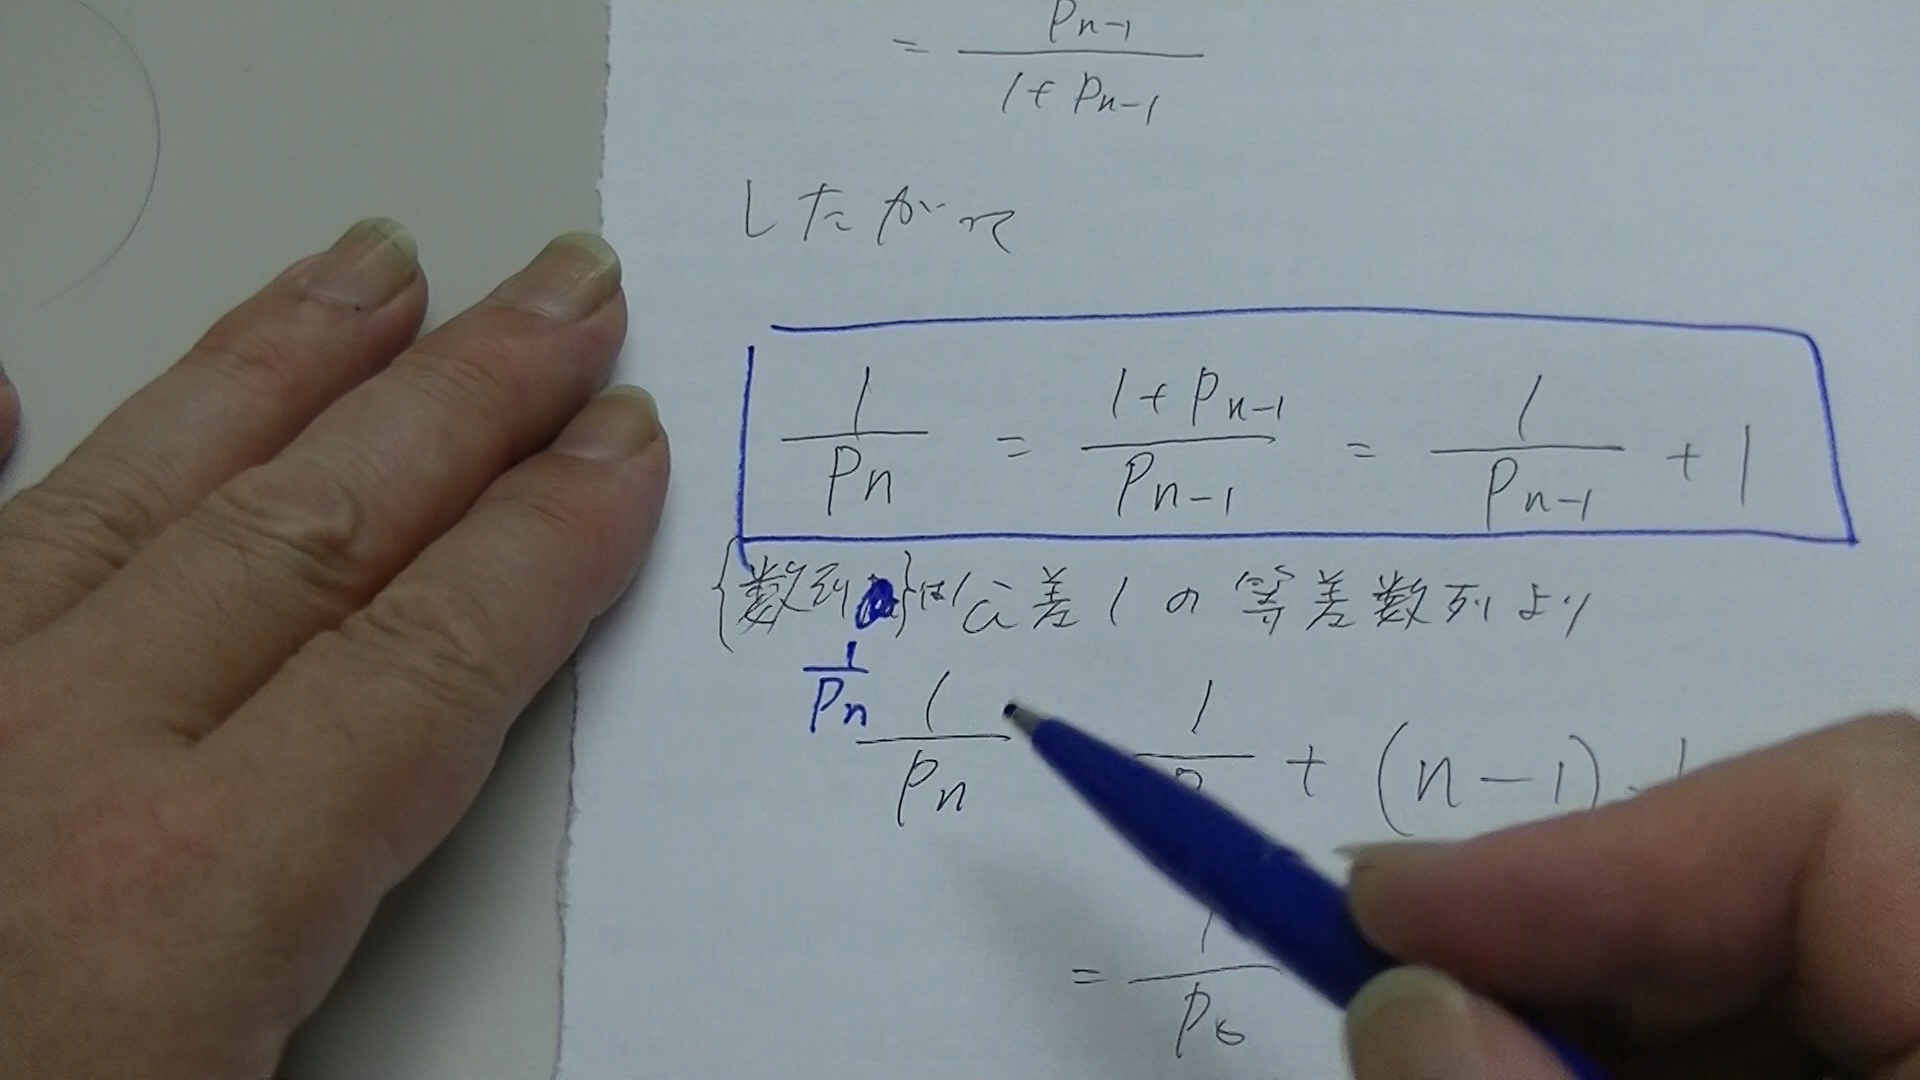 = Pn-1 / (1 + Pn-1)
したがって
1/Pn = (1 + Pn-1)/Pn-1 = 1/Pn-1 + 1
{数列 1/Pn}は公差1の等差数列より
1/Pn 1/ + (n-1)
= 1/P0